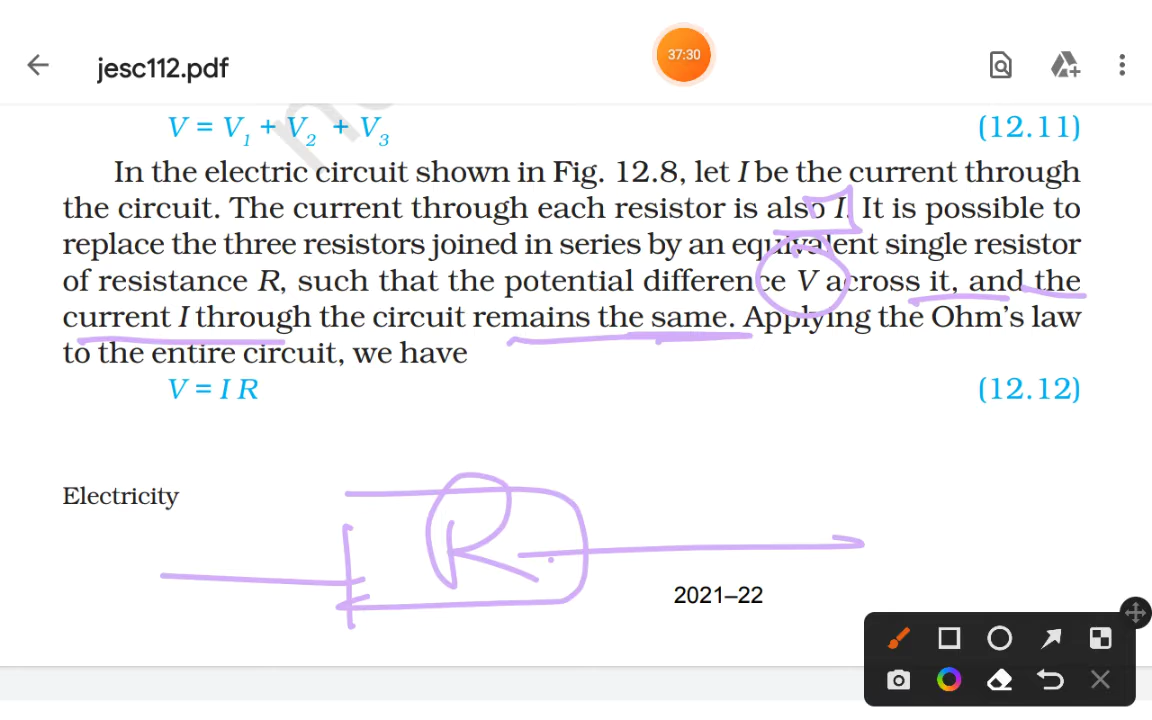 37:30
jesc112.pdf
V = V1 + V2 + V3 (12.11)
In the electric circuit shown in Fig. 12.8, let I be the current through
the circuit. The current through each resistor is also I. It is possible to
replace the three resistors joined in series by an equivalent single resistor
of resistance R, such that the potential difference V across it, and the
current I through the circuit remains the same. Applying the Ohm's law
to the entire circuit, we have
V = I R (12.12)
Electricity
R
2021–22